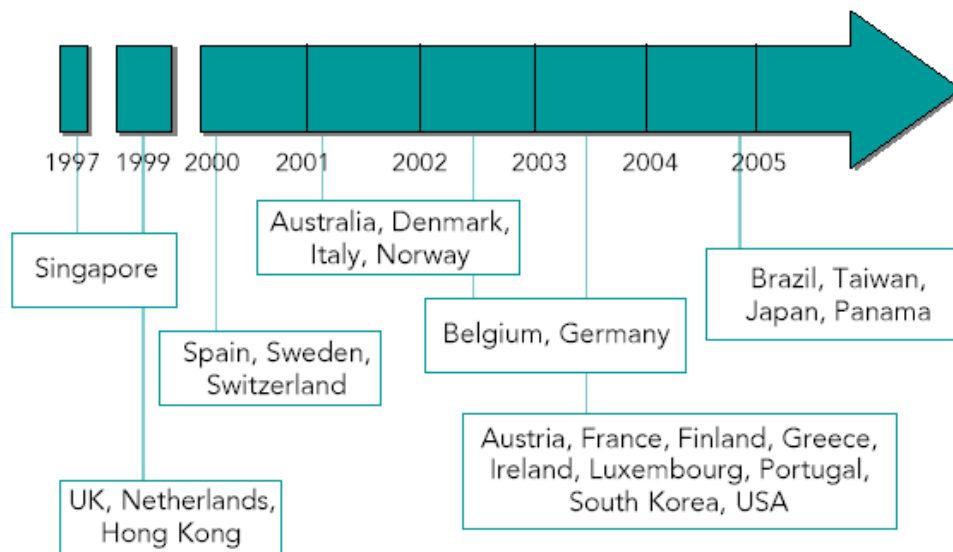 1997 1999 2000 2001 2002 2003 2004 2005
Singapore
UK, Netherlands,
Hong Kong
Spain, Sweden,
Switzerland
Australia, Denmark,
Italy, Norway
Belgium, Germany
Austria, France, Finland, Greece,
Ireland, Luxembourg, Portugal,
South Korea, USA
Brazil, Taiwan,
Japan, Panama